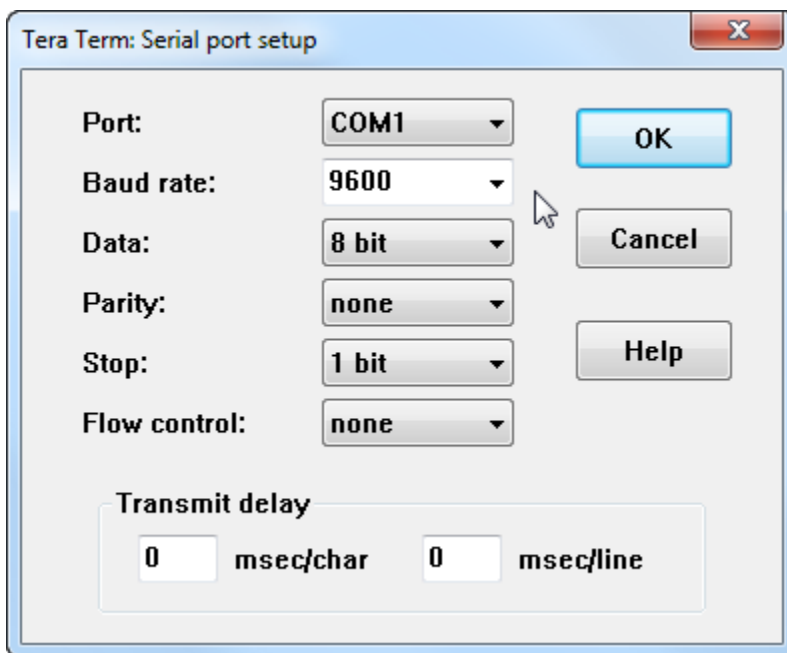 Tera Term: Serial port setup
Port: COM1
OK
Baud rate: 9600
Data: 8 bit
Cancel
Parity: none
Stop: 1 bit
Help
Flow control: none
Transmit delay
0 msec/char 0 msec/line